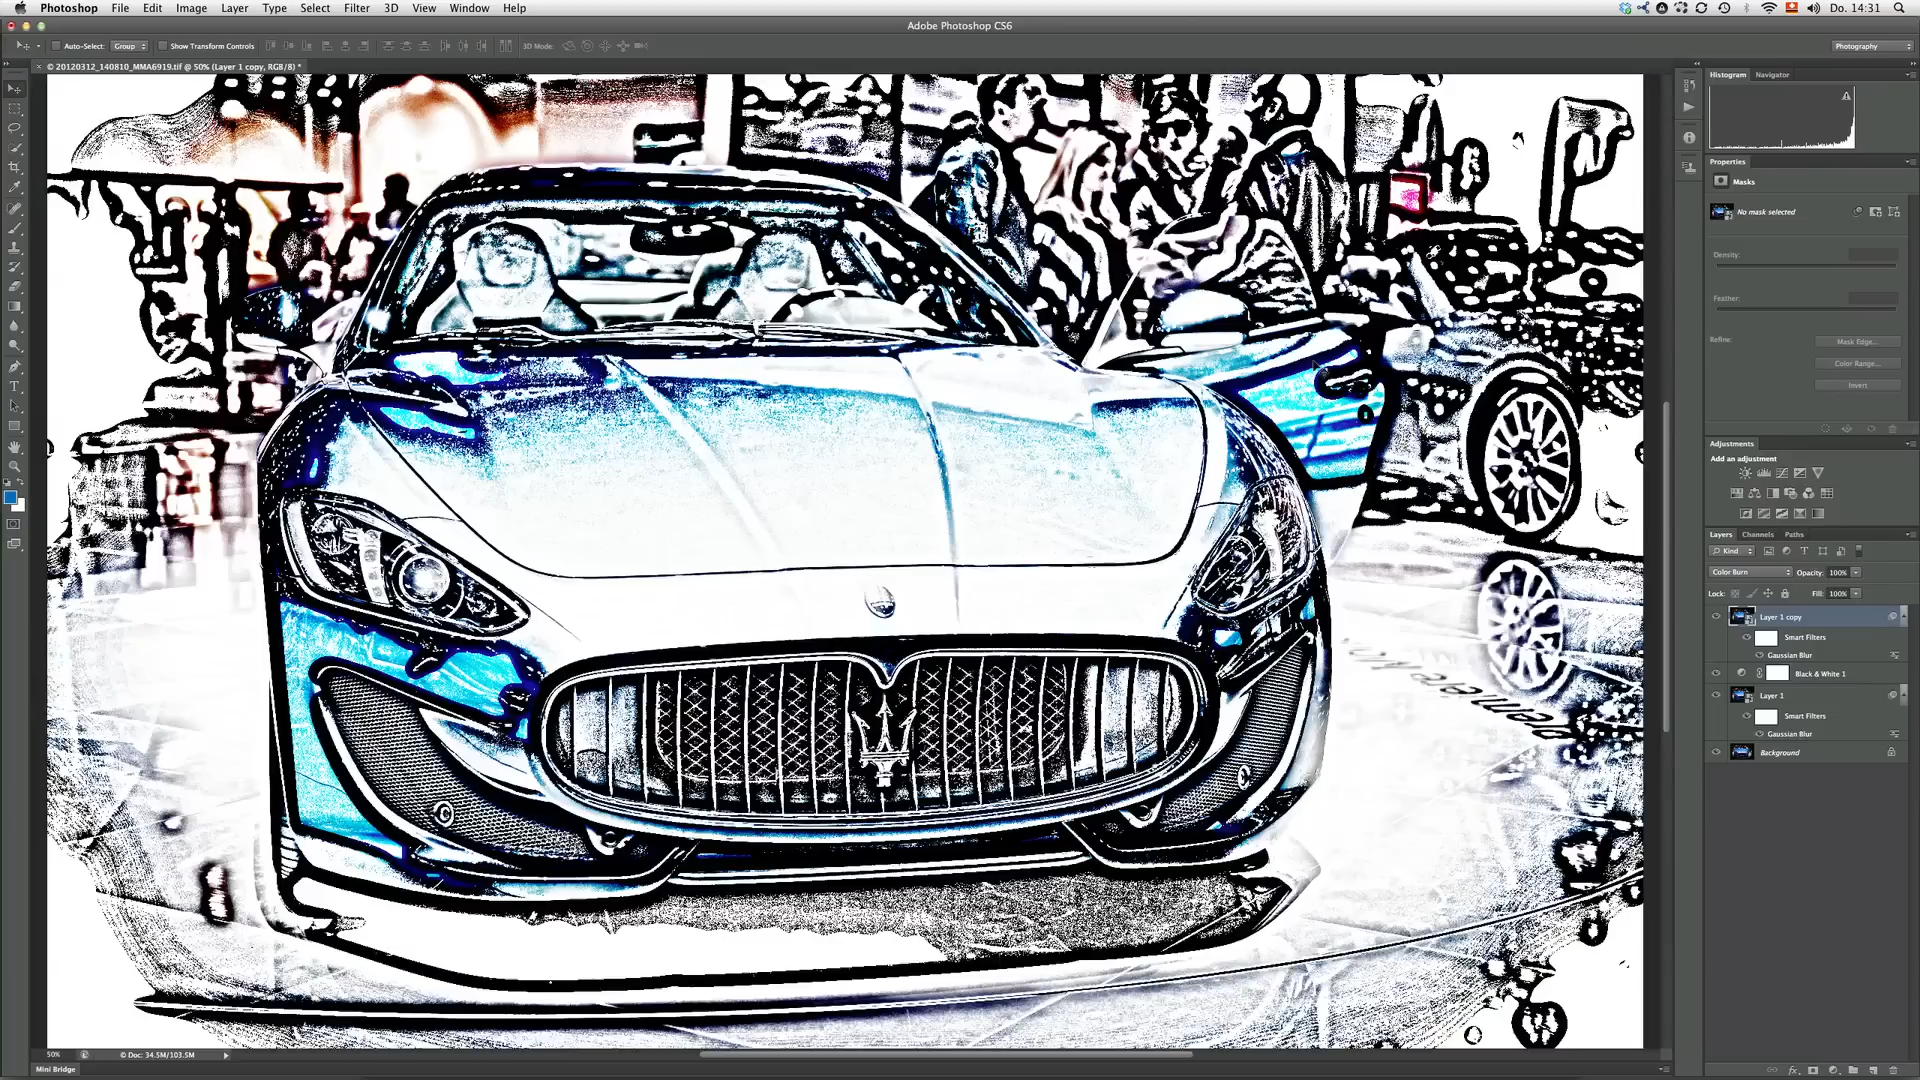 Photoshop File Edit Image Layer Type Select Filter 3D View Window Help
Do. 14:31
Adobe Photoshop CS6
Auto-Select: Group Show Transform Controls 3D Mode: Photography
© 20120312_140810_MMA6919.tif @ 50% (Layer 1 copy, RGB/8) *
Histogram Navigator
Properties
Masks
No mask selected
Density:
Feather:
Refine: Mask Edge...
Color Range...
Invert
Adjustments
Add an adjustment
Layers Channels Paths
Kind
Color Burn Opacity: 100%
Lock: Fill: 100%
Layer 1 copy
Smart Filters
Gaussian Blur
Black & White 1
Layer 1
Smart Filters
Gaussian Blur
Background
50% © Doc: 34.5M/103.5M
Mini Bridge